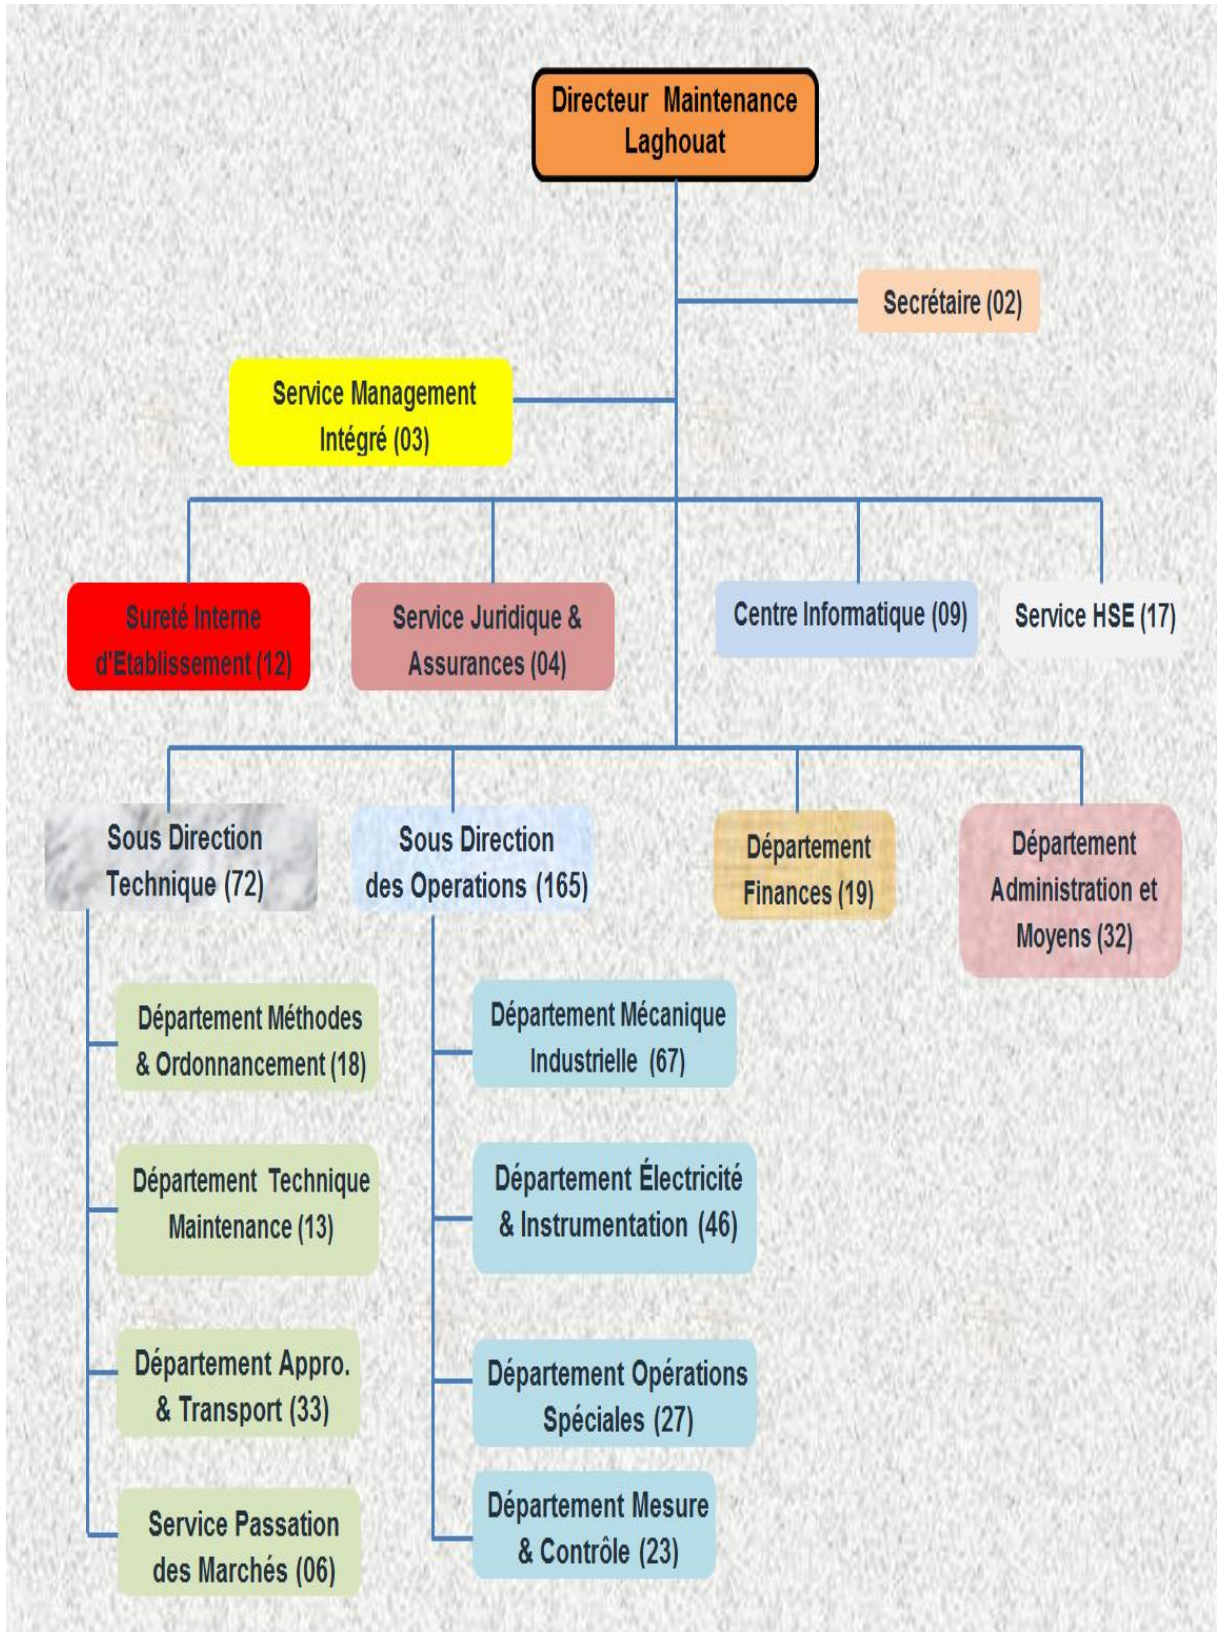 Directeur Maintenance
Laghouat
Secrétaire (02)
Service Management
Intégré (03)
Sureté Interne
d'Etablissement (12)
Service Juridique &
Assurances (04)
Centre Informatique (09)
Service HSE (17)
Sous Direction
Technique (72)
Sous Direction
des Operations (165)
Département
Finances (19)
Département
Administration et
Moyens (32)
Département Méthodes
& Ordonnancement (18)
Département Technique
Maintenance (13)
Département Appro.
& Transport (33)
Service Passation
des Marchés (06)
Département Mécanique
Industrielle (67)
Département Électricité
& Instrumentation (46)
Département Opérations
Spéciales (27)
Département Mesure
& Contrôle (23)